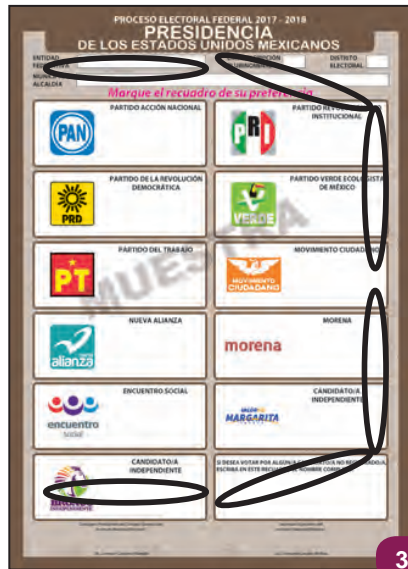 PROCESO ELECTORAL FEDERAL 2017 - 2018
PRESIDENCIA
DE LOS ESTADOS UNIDOS MEXICANOS
ENTIDAD
DISTRITO
ELECTORAL
ALCALDÍA
Marque el recuadro de su preferencia
PARTIDO ACCIÓN NACIONAL
PAN
PARTIDO REVOLUCIONARIO
INSTITUCIONAL
PRI
PARTIDO DE LA REVOLUCIÓN
DEMOCRÁTICA
PRD
PARTIDO VERDE ECOLOGISTA
DE MÉXICO
VERDE
PARTIDO DEL TRABAJO
PT
MOVIMIENTO CIUDADANO
MOVIMIENTO
CIUDADANO
MUESTRA
NUEVA ALIANZA
alianza
MORENA
morena
ENCUENTRO SOCIAL
encuentro
social
CANDIDATO/A
INDEPENDIENTE
MARGARITA
CANDIDATO/A
INDEPENDIENTE
SI DESEA VOTAR POR
ESCRIBA EN ESTE RECUADRO
3